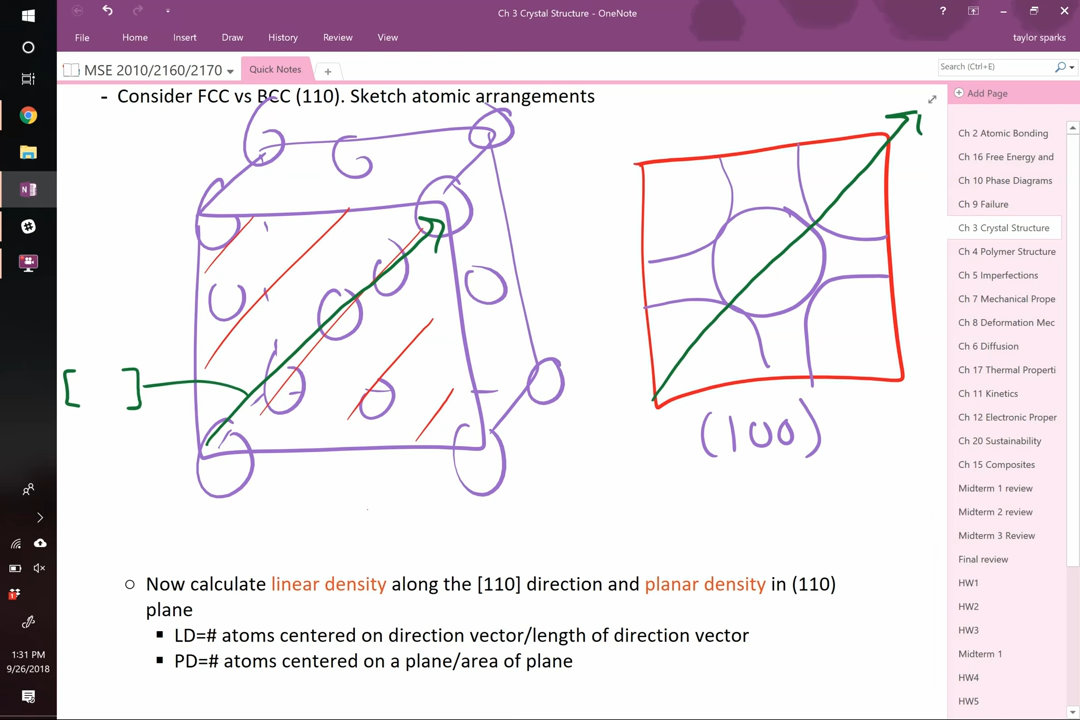 Ch 3 Crystal Structure - OneNote
?
File Home Insert Draw History Review View
taylor sparks
MSE 2010/2160/2170
Quick Notes
+
Search (Ctrl+E)
Add Page
- Consider FCC vs BCC (110). Sketch atomic arrangements
[ ]
(100)
○ Now calculate linear density along the [110] direction and planar density in (110)
plane
▪ LD=# atoms centered on direction vector/length of direction vector
▪ PD=# atoms centered on a plane/area of plane
Ch 2 Atomic Bonding
Ch 16 Free Energy and
Ch 10 Phase Diagrams
Ch 9 Failure
Ch 3 Crystal Structure
Ch 4 Polymer Structure
Ch 5 Imperfections
Ch 7 Mechanical Prope
Ch 8 Deformation Mec
Ch 6 Diffusion
Ch 17 Thermal Properti
Ch 11 Kinetics
Ch 12 Electronic Proper
Ch 20 Sustainability
Ch 15 Composites
Midterm 1 review
Midterm 2 review
Midterm 3 Review
Final review
HW1
HW2
HW3
Midterm 1
HW4
HW5
1:31 PM
9/26/2018